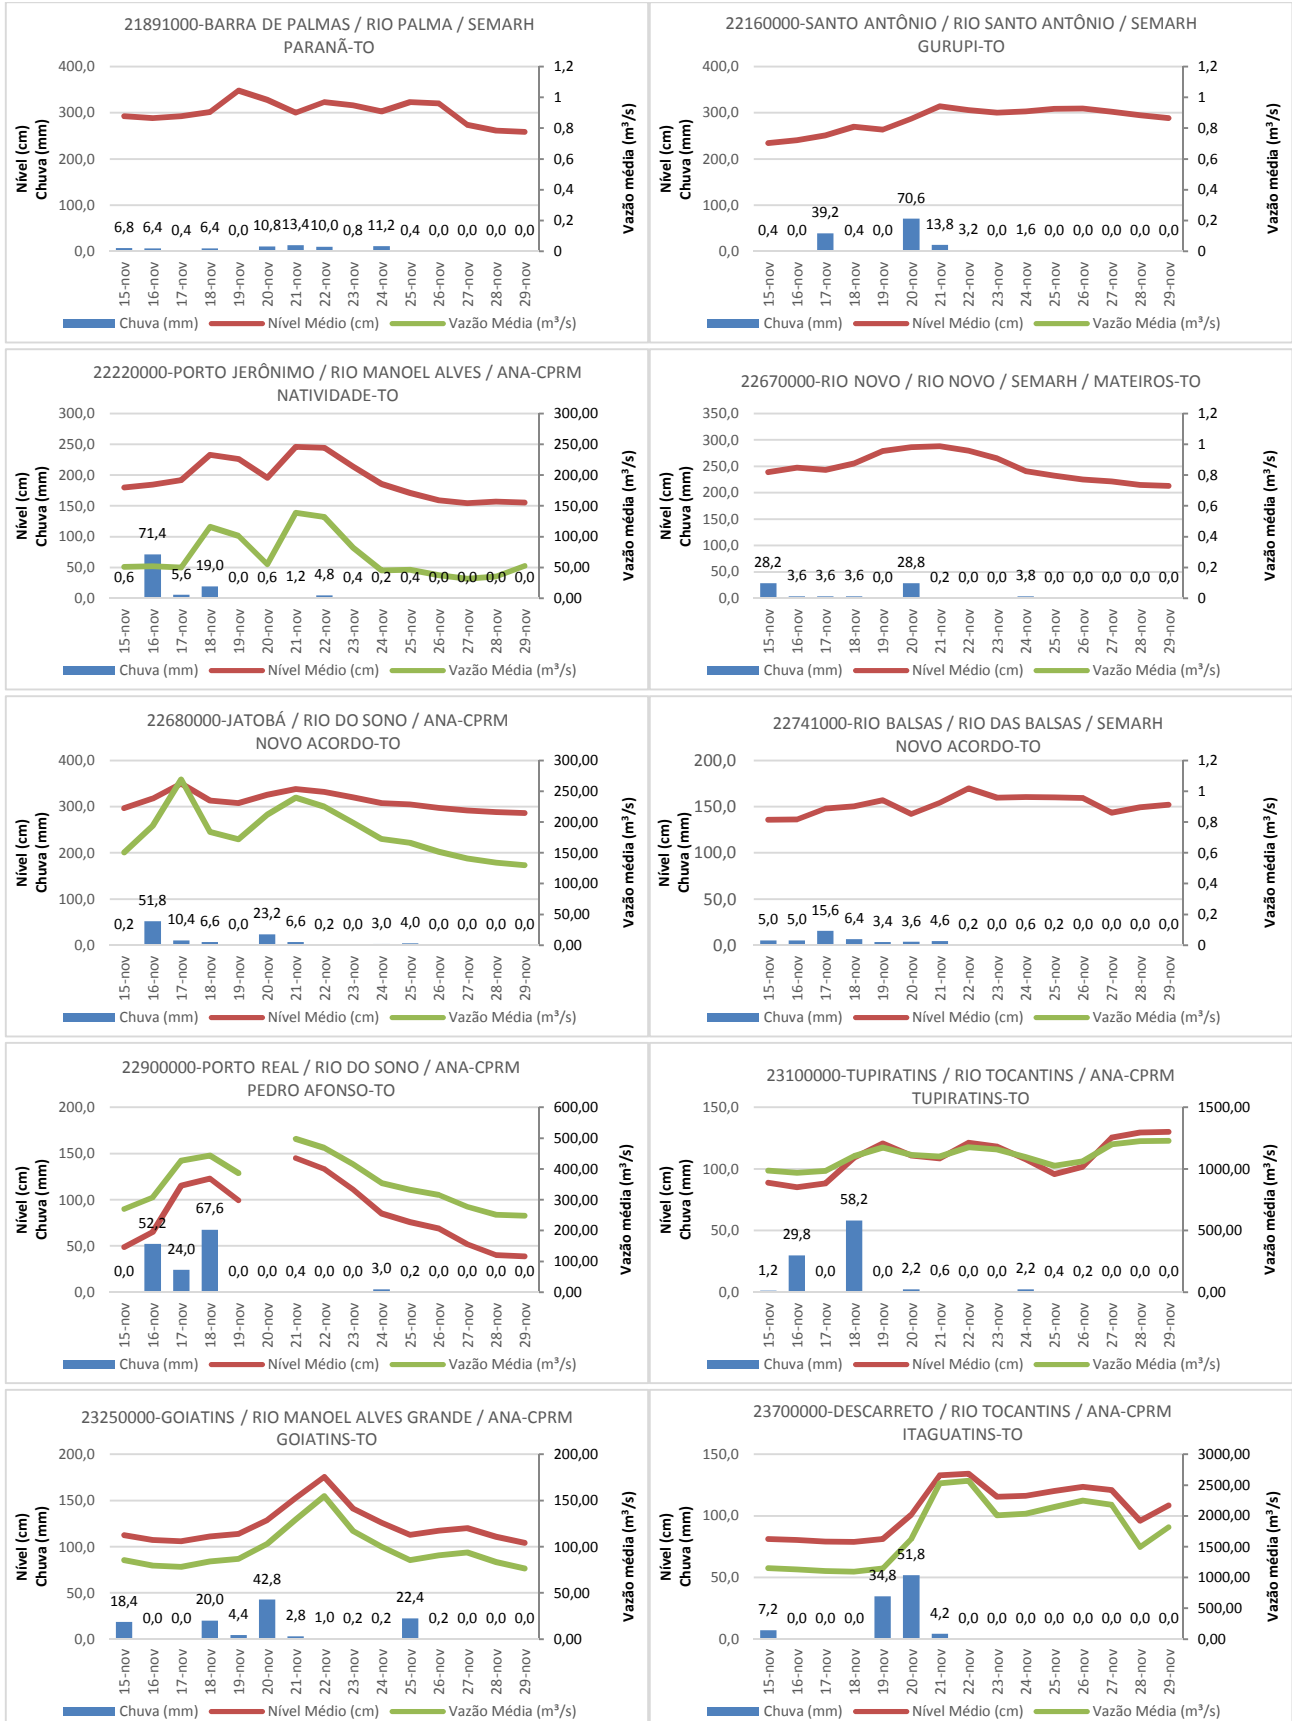 21891000-BARRA DE PALMAS / RIO PALMA / SEMARH
PARANÃ-TO
400,0
300,0
200,0
100,0
0,0
1,2
1
0,8
0,6
0,4
0,2
0
Nível (cm)
Chuva (mm)
Vazão média (m³/s)
6,8 6,4 0,4 6,4 0,0 10,8 13,4 10,0 0,8 11,2 0,4 0,0 0,0 0,0 0,0
15-nov 16-nov 17-nov 18-nov 19-nov 20-nov 21-nov 22-nov 23-nov 24-nov 25-nov 26-nov 27-nov 28-nov 29-nov
Chuva (mm) Nível Médio (cm) Vazão Média (m³/s)
22160000-SANTO ANTÔNIO / RIO SANTO ANTÔNIO / SEMARH
GURUPI-TO
400,0
300,0
200,0
100,0
0,0
1,2
1
0,8
0,6
0,4
0,2
0
Nível (cm)
Chuva (mm)
Vazão média (m³/s)
0,4 0,0 39,2 0,4 0,0 70,6 13,8 3,2 0,0 1,6 0,0 0,0 0,0 0,0 0,0
15-nov 16-nov 17-nov 18-nov 19-nov 20-nov 21-nov 22-nov 23-nov 24-nov 25-nov 26-nov 27-nov 28-nov 29-nov
Chuva (mm) Nível Médio (cm) Vazão Média (m³/s)
22220000-PORTO JERÔNIMO / RIO MANOEL ALVES / ANA-CPRM
NATIVIDADE-TO
300,0
250,0
200,0
150,0
100,0
50,0
0,0
300,00
250,00
200,00
150,00
100,00
50,00
0,00
Nível (cm)
Chuva (mm)
Vazão média (m³/s)
0,6 71,4 5,6 19,0 0,0 0,6 1,2 4,8 0,4 0,2 0,4 0,0 0,0 0,0 0,0
15-nov 16-nov 17-nov 18-nov 19-nov 20-nov 21-nov 22-nov 23-nov 24-nov 25-nov 26-nov 27-nov 28-nov 29-nov
Chuva (mm) Nível Médio (cm) Vazão Média (m³/s)
22670000-RIO NOVO / RIO NOVO / SEMARH / MATEIROS-TO
350,0
300,0
250,0
200,0
150,0
100,0
50,0
0,0
1,2
1
0,8
0,6
0,4
0,2
0
Nível (cm)
Chuva (mm)
Vazão média (m³/s)
28,2 3,6 3,6 3,6 0,0 28,8 0,2 0,0 0,0 3,8 0,0 0,0 0,0 0,0 0,0
15-nov 16-nov 17-nov 18-nov 19-nov 20-nov 21-nov 22-nov 23-nov 24-nov 25-nov 26-nov 27-nov 28-nov 29-nov
Chuva (mm) Nível Médio (cm) Vazão Média (m³/s)
22680000-JATOBÁ / RIO DO SONO / ANA-CPRM
NOVO ACORDO-TO
400,0
300,0
200,0
100,0
0,0
300,00
250,00
200,00
150,00
100,00
50,00
0,00
Nível (cm)
Chuva (mm)
Vazão média (m³/s)
0,2 51,8 10,4 6,6 0,0 23,2 6,6 0,2 0,0 3,0 4,0 0,0 0,0 0,0 0,0
15-nov 16-nov 17-nov 18-nov 19-nov 20-nov 21-nov 22-nov 23-nov 24-nov 25-nov 26-nov 27-nov 28-nov 29-nov
Chuva (mm) Nível Médio (cm) Vazão Média (m³/s)
22741000-RIO BALSAS / RIO DAS BALSAS / SEMARH
NOVO ACORDO-TO
200,0
150,0
100,0
50,0
0,0
1,2
1
0,8
0,6
0,4
0,2
0
Nível (cm)
Chuva (mm)
Vazão média (m³/s)
5,0 5,0 15,6 6,4 3,4 3,6 4,6 0,2 0,0 0,6 0,2 0,0 0,0 0,0 0,0
15-nov 16-nov 17-nov 18-nov 19-nov 20-nov 21-nov 22-nov 23-nov 24-nov 25-nov 26-nov 27-nov 28-nov 29-nov
Chuva (mm) Nível Médio (cm) Vazão Média (m³/s)
22900000-PORTO REAL / RIO DO SONO / ANA-CPRM
PEDRO AFONSO-TO
200,0
150,0
100,0
50,0
0,0
600,00
500,00
400,00
300,00
200,00
100,00
0,00
Nível (cm)
Chuva (mm)
Vazão média (m³/s)
0,0 52,2 24,0 67,6 0,0 0,0 0,4 0,0 0,0 3,0 0,2 0,0 0,0 0,0 0,0
15-nov 16-nov 17-nov 18-nov 19-nov 20-nov 21-nov 22-nov 23-nov 24-nov 25-nov 26-nov 27-nov 28-nov 29-nov
Chuva (mm) Nível Médio (cm) Vazão Média (m³/s)
23100000-TUPIRATINS / RIO TOCANTINS / ANA-CPRM
TUPIRATINS-TO
150,0
100,0
50,0
0,0
1500,00
1000,00
500,00
0,00
Nível (cm)
Chuva (mm)
Vazão média (m³/s)
1,2 29,8 0,0 58,2 0,0 2,2 0,6 0,0 0,0 2,2 0,4 0,2 0,0 0,0 0,0
15-nov 16-nov 17-nov 18-nov 19-nov 20-nov 21-nov 22-nov 23-nov 24-nov 25-nov 26-nov 27-nov 28-nov 29-nov
Chuva (mm) Nível Médio (cm) Vazão Média (m³/s)
23250000-GOIATINS / RIO MANOEL ALVES GRANDE / ANA-CPRM
GOIATINS-TO
200,0
150,0
100,0
50,0
0,0
200,00
150,00
100,00
50,00
0,00
Nível (cm)
Chuva (mm)
Vazão média (m³/s)
18,4 0,0 0,0 20,0 4,4 42,8 2,8 1,0 0,2 0,2 22,4 0,2 0,0 0,0 0,0
15-nov 16-nov 17-nov 18-nov 19-nov 20-nov 21-nov 22-nov 23-nov 24-nov 25-nov 26-nov 27-nov 28-nov 29-nov
Chuva (mm) Nível Médio (cm) Vazão Média (m³/s)
23700000-DESCARRETO / RIO TOCANTINS / ANA-CPRM
ITAGUATINS-TO
150,0
100,0
50,0
0,0
3000,00
2500,00
2000,00
1500,00
1000,00
500,00
0,00
Nível (cm)
Chuva (mm)
Vazão média (m³/s)
7,2 0,0 0,0 0,0 34,8 51,8 4,2 0,0 0,0 0,0 0,0 0,0 0,0 0,0 0,0
15-nov 16-nov 17-nov 18-nov 19-nov 20-nov 21-nov 22-nov 23-nov 24-nov 25-nov 26-nov 27-nov 28-nov 29-nov
Chuva (mm) Nível Médio (cm) Vazão Média (m³/s)